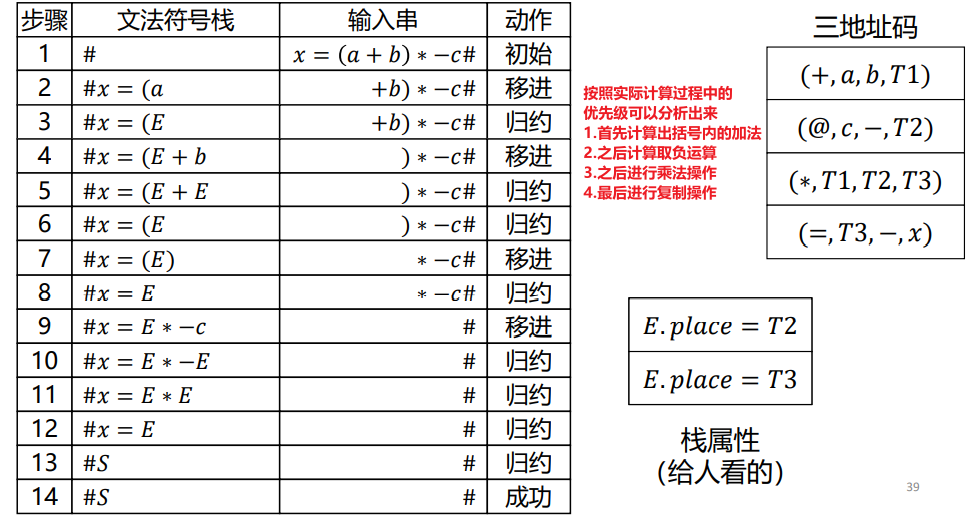 步骤 文法符号栈 输入串 动作
1 # x = (a + b) ∗ −c# 初始
2 #x = (a +b) ∗ −c# 移进
3 #x = (E +b) ∗ −c# 归约
4 #x = (E + b ) ∗ −c# 移进
5 #x = (E + E ) ∗ −c# 归约
6 #x = (E ) ∗ −c# 归约
7 #x = (E) ∗ −c# 移进
8 #x = E ∗ −c# 归约
9 #x = E ∗ −c # 移进
10 #x = E ∗ −E # 归约
11 #x = E ∗ E # 归约
12 #x = E # 归约
13 #S # 归约
14 #S # 成功
按照实际计算过程中的
优先级可以分析出来
1.首先计算出括号内的加法
2.之后计算取负运算
3.之后进行乘法操作
4.最后进行复制操作
三地址码
(+, a, b, T1)
(@, c, −, T2)
(∗, T1, T2, T3)
(=, T3, −, x)
E. place = T2
E. place = T3
栈属性
（给人看的）
39